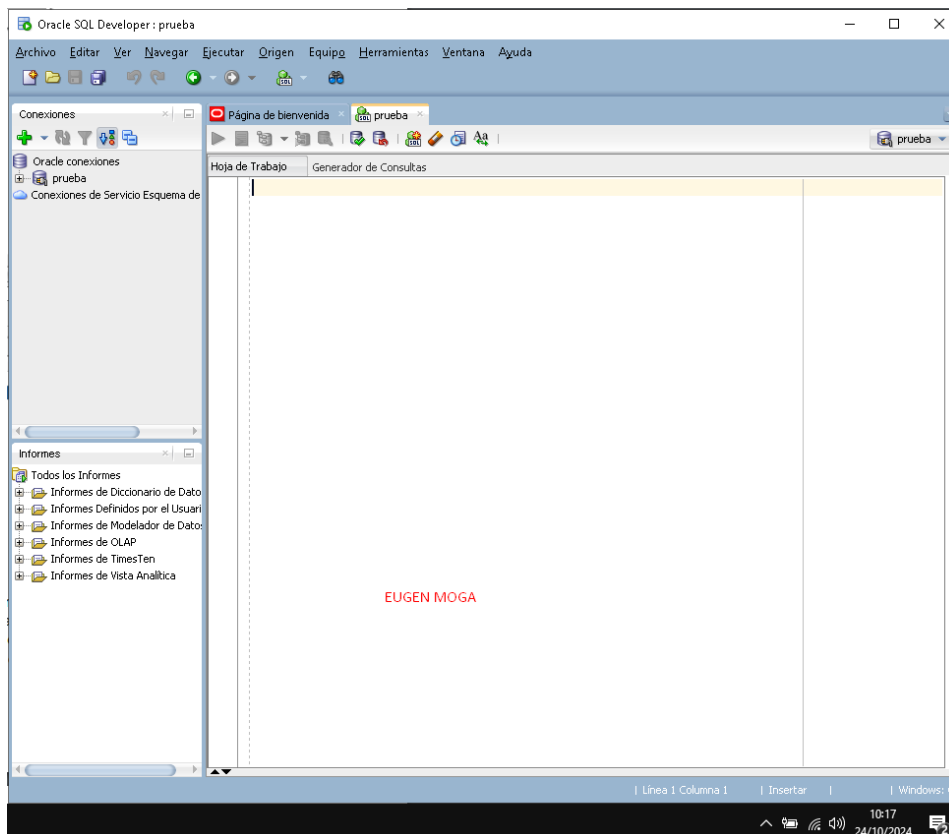 Oracle SQL Developer : prueba
Archivo Editar Ver Navegar Ejecutar Origen Equipo Herramientas Ventana Ayuda
Conexiones
Oracle conexiones
prueba
Conexiones de Servicio Esquema de
Página de bienvenida
prueba
prueba
Hoja de Trabajo
Generador de Consultas
Informes
Todos los Informes
Informes de Diccionario de Dato
Informes Definidos por el Usuari
Informes de Modelador de Datos
Informes de OLAP
Informes de TimesTen
Informes de Vista Analítica
EUGEN MOGA
| Línea 1 Columna 1 | Insertar | | Windows:
10:17
24/10/2024